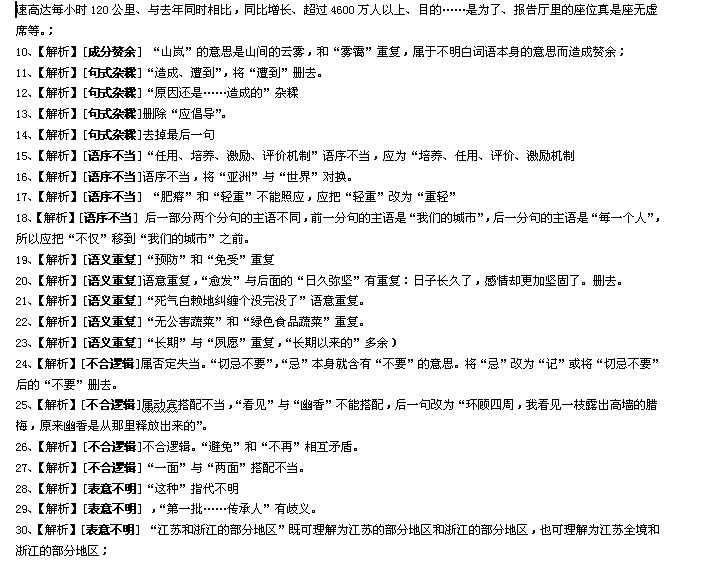 速高达每小时 120 公里、与去年同时相比，同比增长、超过 4600 万人以上、目的……是为了、报告厅里的座位真是座无虚
席等。；
10、【解析】[成分赘余] “山岚”的意思是山间的云雾，和“雾霭”重复，属于不明白词语本身的意思而造成赘余；
11、【解析】[句式杂糅]“造成、遭到”，将“遭到”删去。
12、【解析】[句式杂糅]“原因还是……造成的”杂糅
13、【解析】[句式杂糅]删除“应倡导”。
14、【解析】[句式杂糅]去掉最后一句
15、【解析】[语序不当]“任用、培养、激励、评价机制”语序不当，应为“培养、任用、评价、激励机制
16、【解析】[语序不当]语序不当，将“亚洲”与“世界”对换。
17、【解析】[语序不当] “肥瘠”和“轻重”不能照应，应把“轻重”改为“重轻”
18、【解析】[语序不当] 后一部分两个分句的主语不同，前一分句的主语是“我们的城市”，后一分句的主语是“每一个人”，
所以应把“不仅”移到“我们的城市”之前。
19、【解析】[语义重复]“预防”和“免受”重复
20、【解析】[语义重复]语意重复，“愈发”与后面的“日久弥坚”有重复：日子长久了，感情却更加坚固了。删去。
21、【解析】[语义重复]“死气白赖地纠缠个没完没了”语意重复。
22、【解析】[语义重复]“无公害蔬菜”和“绿色食品蔬菜”重复。
23、【解析】[语义重复]“长期”与“夙愿”重复，“长期以来的”多余）
24、【解析】[不合逻辑]属否定失当。“切忌不要”，“忌”本身就含有“不要”的意思。将“忌”改为“记”或将“切忌不要”
后的“不要”删去。
25、【解析】[不合逻辑]属动宾搭配不当，“看见”与“幽香”不能搭配，后一句改为“环顾四周，我看见一枝露出高墙的腊
梅，原来幽香是从那里释放出来的”。
26、【解析】[不合逻辑]不合逻辑。“避免”和“不再”相互矛盾。
27、【解析】[不合逻辑]“一面”与“两面”搭配不当。
28、【解析】[表意不明]“这种”指代不明
29、【解析】[表意不明] ，“第一批……传承人”有歧义。
30、【解析】[表意不明] “江苏和浙江的部分地区”既可理解为江苏的部分地区和浙江的部分地区，也可理解为江苏全境和
浙江的部分地区；